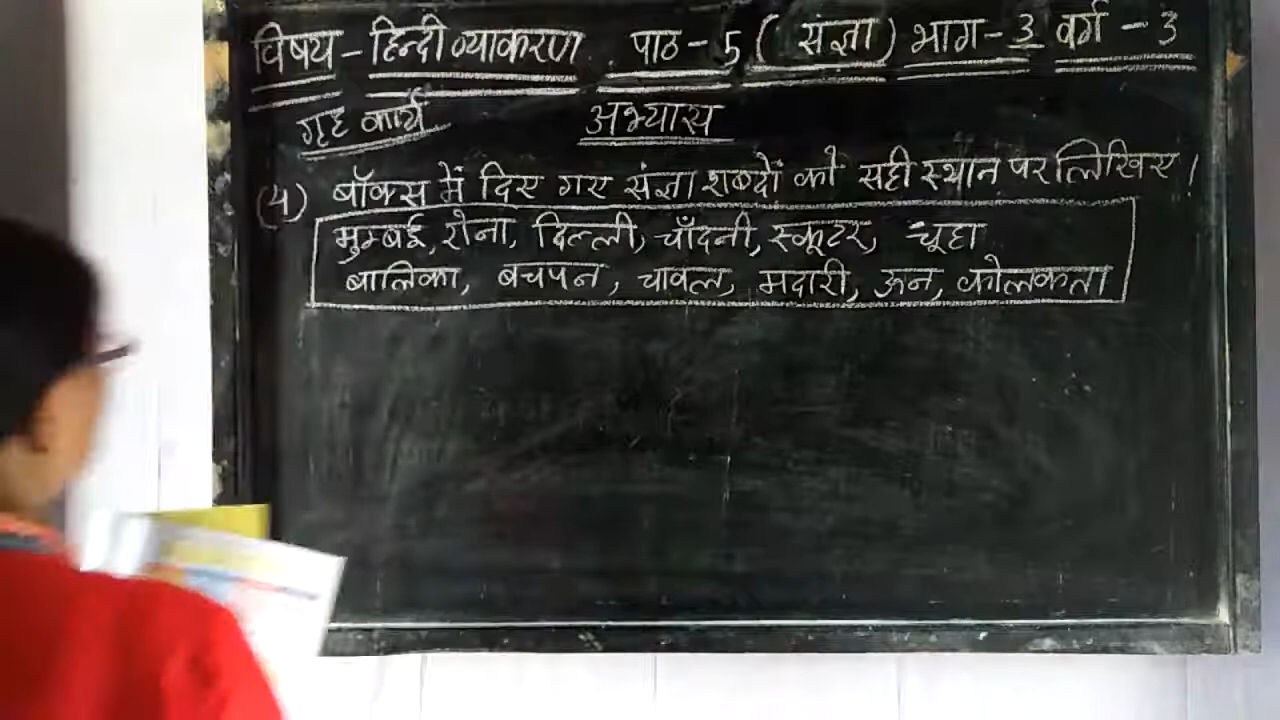 विषय - हिन्दी व्याकरण पाठ - 5 ( संज्ञा ) भाग - 3 वर्ग - 3
गृह कार्य अभ्यास
(4) बॉक्स में दिए गए संज्ञा शब्दों को सही स्थान पर लिखिए।
मुम्बई, रोना, दिल्ली, चाँदनी, स्कूटर, चूहा
बालिका, बचपन, चावल, मदारी, ऊन, कोलकता